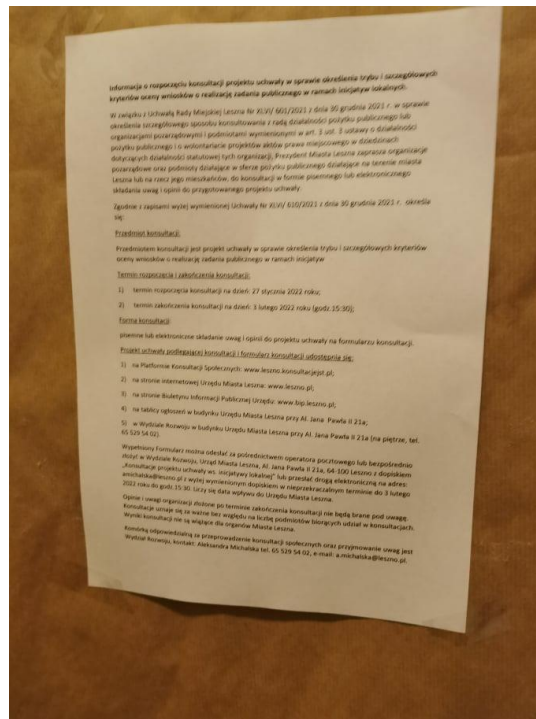 Informacja o rozpoczęciu konsultacji projektu uchwały w sprawie określenia trybu i szczegółowych
kryteriów oceny wniosków o realizację zadania publicznego w ramach inicjatyw lokalnych.
W związku z Uchwałą Rady Miejskiej Leszna Nr XLVI/ 601/2021 z dnia 30 grudnia 2021 r. w sprawie
określenia szczegółowego sposobu konsultowania z radą działalności pożytku publicznego lub
organizacjami pozarządowymi i podmiotami wymienionymi w art. 3 ust. 3 ustawy o działalności
pożytku publicznego i o wolontariacie projektów aktów prawa miejscowego w dziedzinach
dotyczących działalności statutowej tych organizacji, Prezydent Miasta Leszna zaprasza organizacje
pozarządowe oraz podmioty działające w sferze pożytku publicznego działające na terenie miasta
Leszna lub na rzecz jego mieszkańców, do konsultacji w formie pisemnego lub elektronicznego
składania uwag i opinii do przygotowanego projektu uchwały.
Zgodnie z zapisami wyżej wymienionej Uchwały Nr XLVI/ 610/2021 z dnia 30 grudnia 2021 r. określa
się:
Przedmiot konsultacji:
Przedmiotem konsultacji jest projekt uchwały w sprawie określenia trybu i szczegółowych kryteriów
oceny wniosków o realizację zadania publicznego w ramach inicjatyw
Termin rozpoczęcia i zakończenia konsultacji:
1) termin rozpoczęcia konsultacji na dzień: 27 stycznia 2022 roku;
2) termin zakończenia konsultacji na dzień: 3 lutego 2022 roku (godz.15:30);
Forma konsultacji:
pisemne lub elektroniczne składanie uwag i opinii do projektu uchwały na formularzu konsultacji.
Projekt uchwały podlegającej konsultacji i formularz konsultacji udostępnia się:
1) na Platformie Konsultacji Społecznych: www.leszno.konsultacjejst.pl;
2) na stronie internetowej Urzędu Miasta Leszna: www.leszno.pl;
3) na stronie Biuletynu Informacji Publicznej Urzędu: www.bip.leszno.pl;
4) na tablicy ogłoszeń w budynku Urzędu Miasta Leszna przy Al. Jana Pawła II 21a;
5) w Wydziale Rozwoju w budynku Urzędu Miasta Leszna przy Al. Jana Pawła II 21a (na piętrze, tel.
65 529 54 02).
Wypełniony Formularz można odesłać za pośrednictwem operatora pocztowego lub bezpośrednio
złożyć w Wydziale Rozwoju, Urząd Miasta Leszna, Al. Jana Pawła II 21a, 64-100 Leszno z dopiskiem
„Konsultacje projektu uchwały ws. inicjatywy lokalnej” lub przesłać drogą elektroniczną na adres:
amichalska@leszno.pl z wyżej wymienionym dopiskiem w nieprzekraczalnym terminie do 3 lutego
2022 roku do godz.15:30. Liczy się data wpływu do Urzędu Miasta Leszna.
Opinie i uwagi organizacji złożone po terminie zakończenia konsultacji nie będą brane pod uwagę.
Konsultacje uznaje się za ważne bez względu na liczbę podmiotów biorących udział w konsultacjach.
Wyniki konsultacji nie są wiążące dla organów Miasta Leszna.
Komórką odpowiedzialną za przeprowadzenie konsultacji społecznych oraz przyjmowanie uwag jest
Wydział Rozwoju, kontakt: Aleksandra Michalska tel. 65 529 54 02, e-mail: a.michalska@leszno.pl.